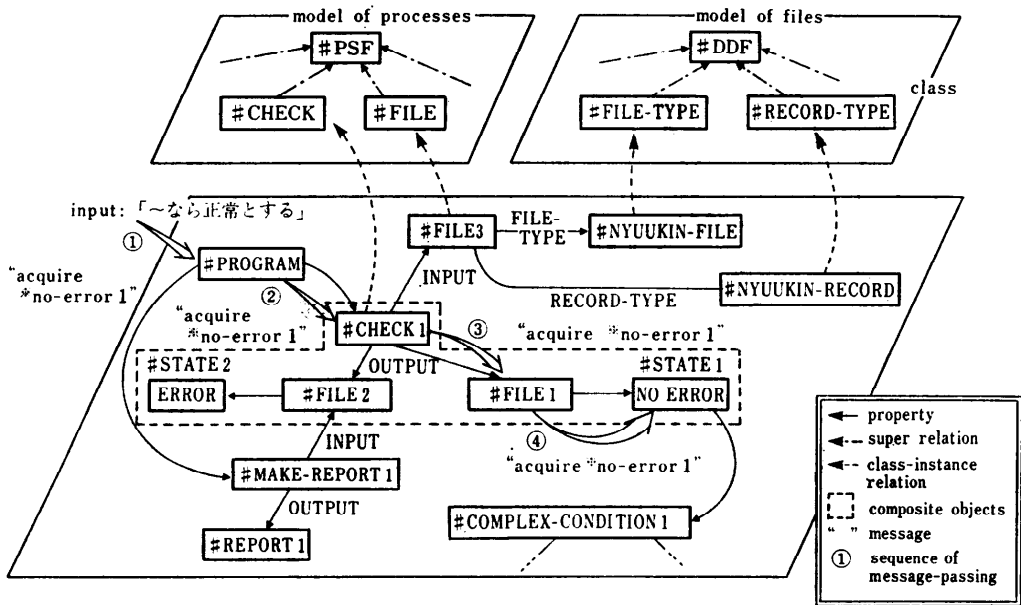 model of processes
model of files
#PSF
#DDF
class
#CHECK
#FILE
#FILE-TYPE
#RECORD-TYPE
input: 「～なら正常とする」
①
"acquire
※no-error 1"
#PROGRAM
②
"acquire
※no-error 1"
#FILE3
FILE-
TYPE
#NYUUKIN-FILE
INPUT
RECORD-TYPE
#NYUUKIN-RECORD
#CHECK 1
③
"acquire ※no-error 1"
OUTPUT
#STATE 2
#STATE 1
ERROR
#FILE 2
#FILE 1
NO ERROR
④
"acquire ※no-error 1"
INPUT
#MAKE-REPORT 1
OUTPUT
#REPORT 1
#COMPLEX-CONDITION 1
property
super relation
class-instance
relation
composite objects
" " message
① sequence of
message-passing